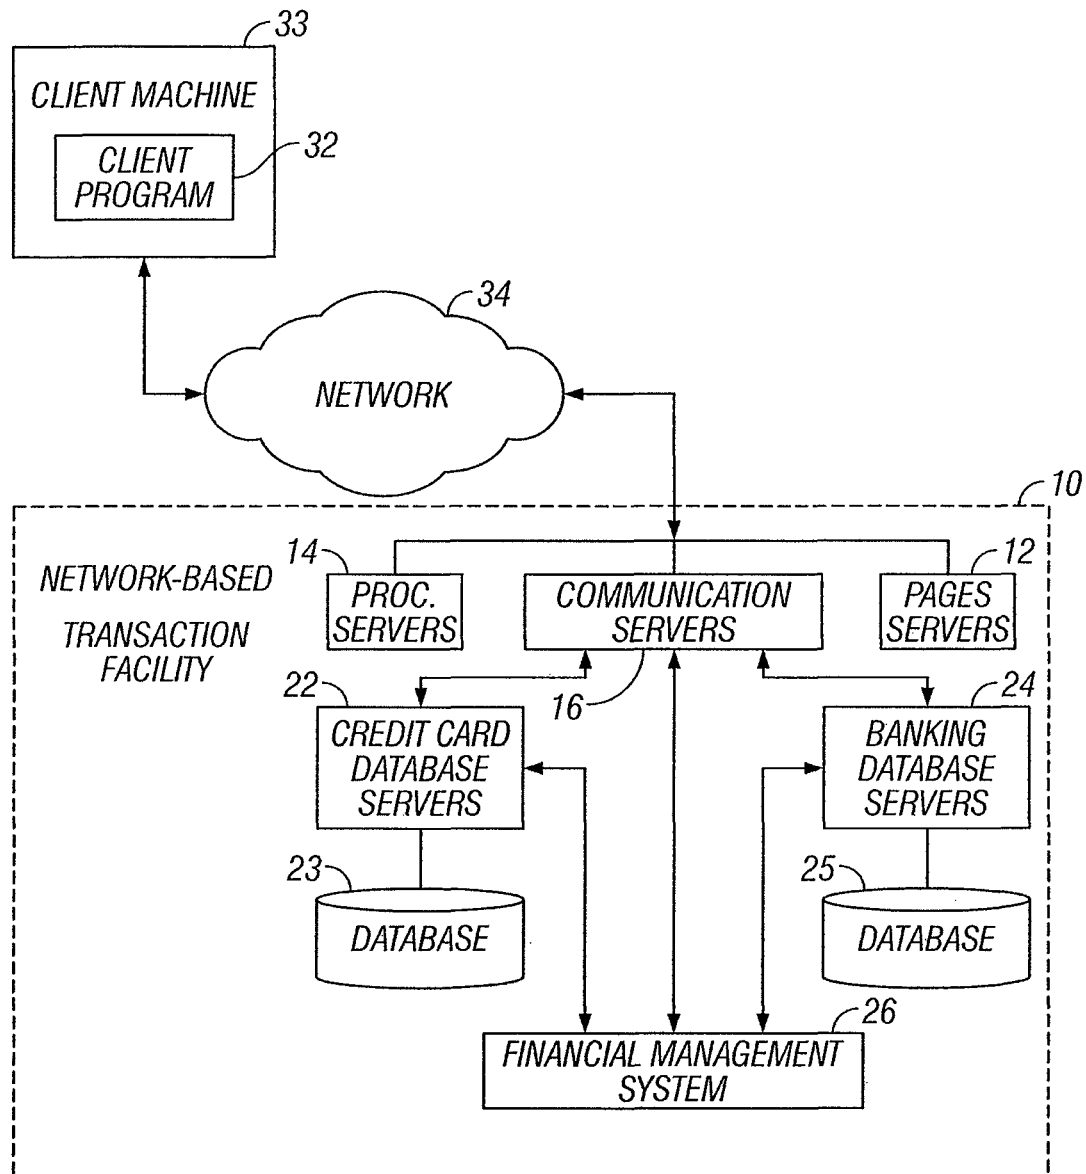 33
CLIENT MACHINE
32
CLIENT
PROGRAM
34
NETWORK
10
NETWORK-BASED
TRANSACTION
FACILITY
14
PROC.
SERVERS
COMMUNICATION
SERVERS
16
12
PAGES
SERVERS
22
CREDIT CARD
DATABASE
SERVERS
24
BANKING
DATABASE
SERVERS
23
DATABASE
25
DATABASE
26
FINANCIAL MANAGEMENT
SYSTEM